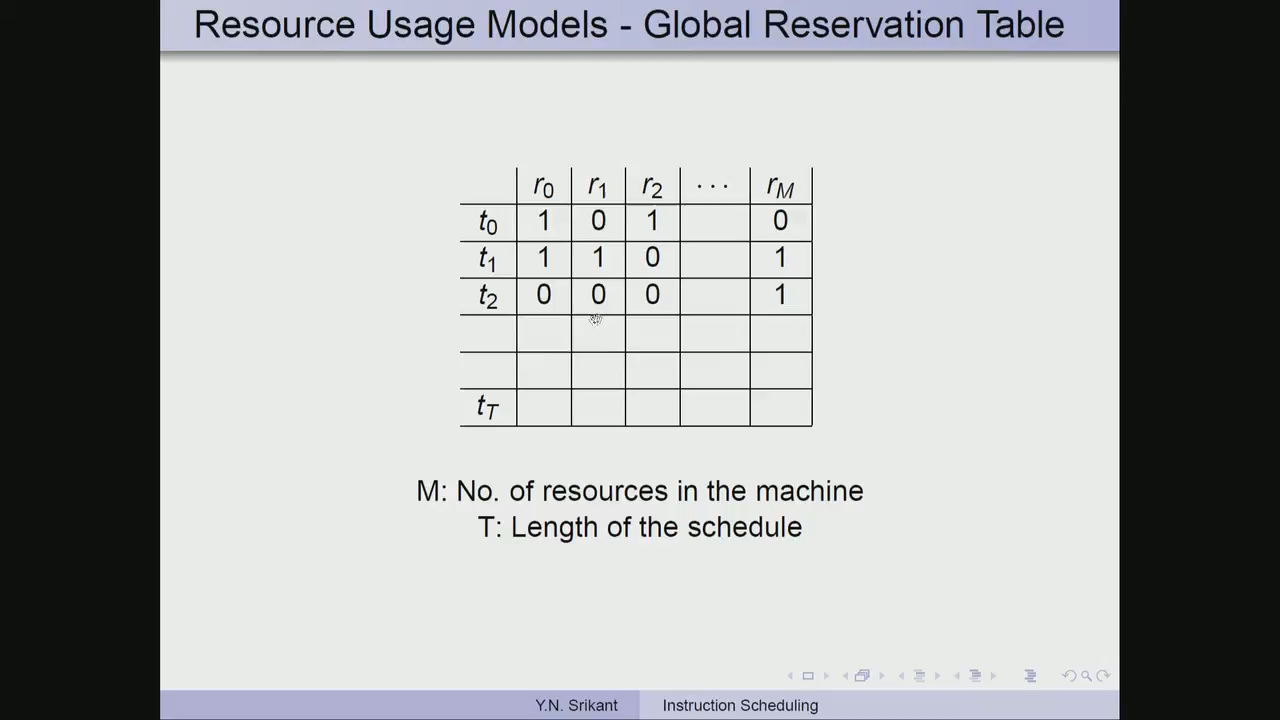 Resource Usage Models - Global Reservation Table
r0 r1 r2 ··· rM
t0 1 0 1 0
t1 1 1 0 1
t2 0 0 0 1
tT
M: No. of resources in the machine
T: Length of the schedule
Y.N. Srikant Instruction Scheduling